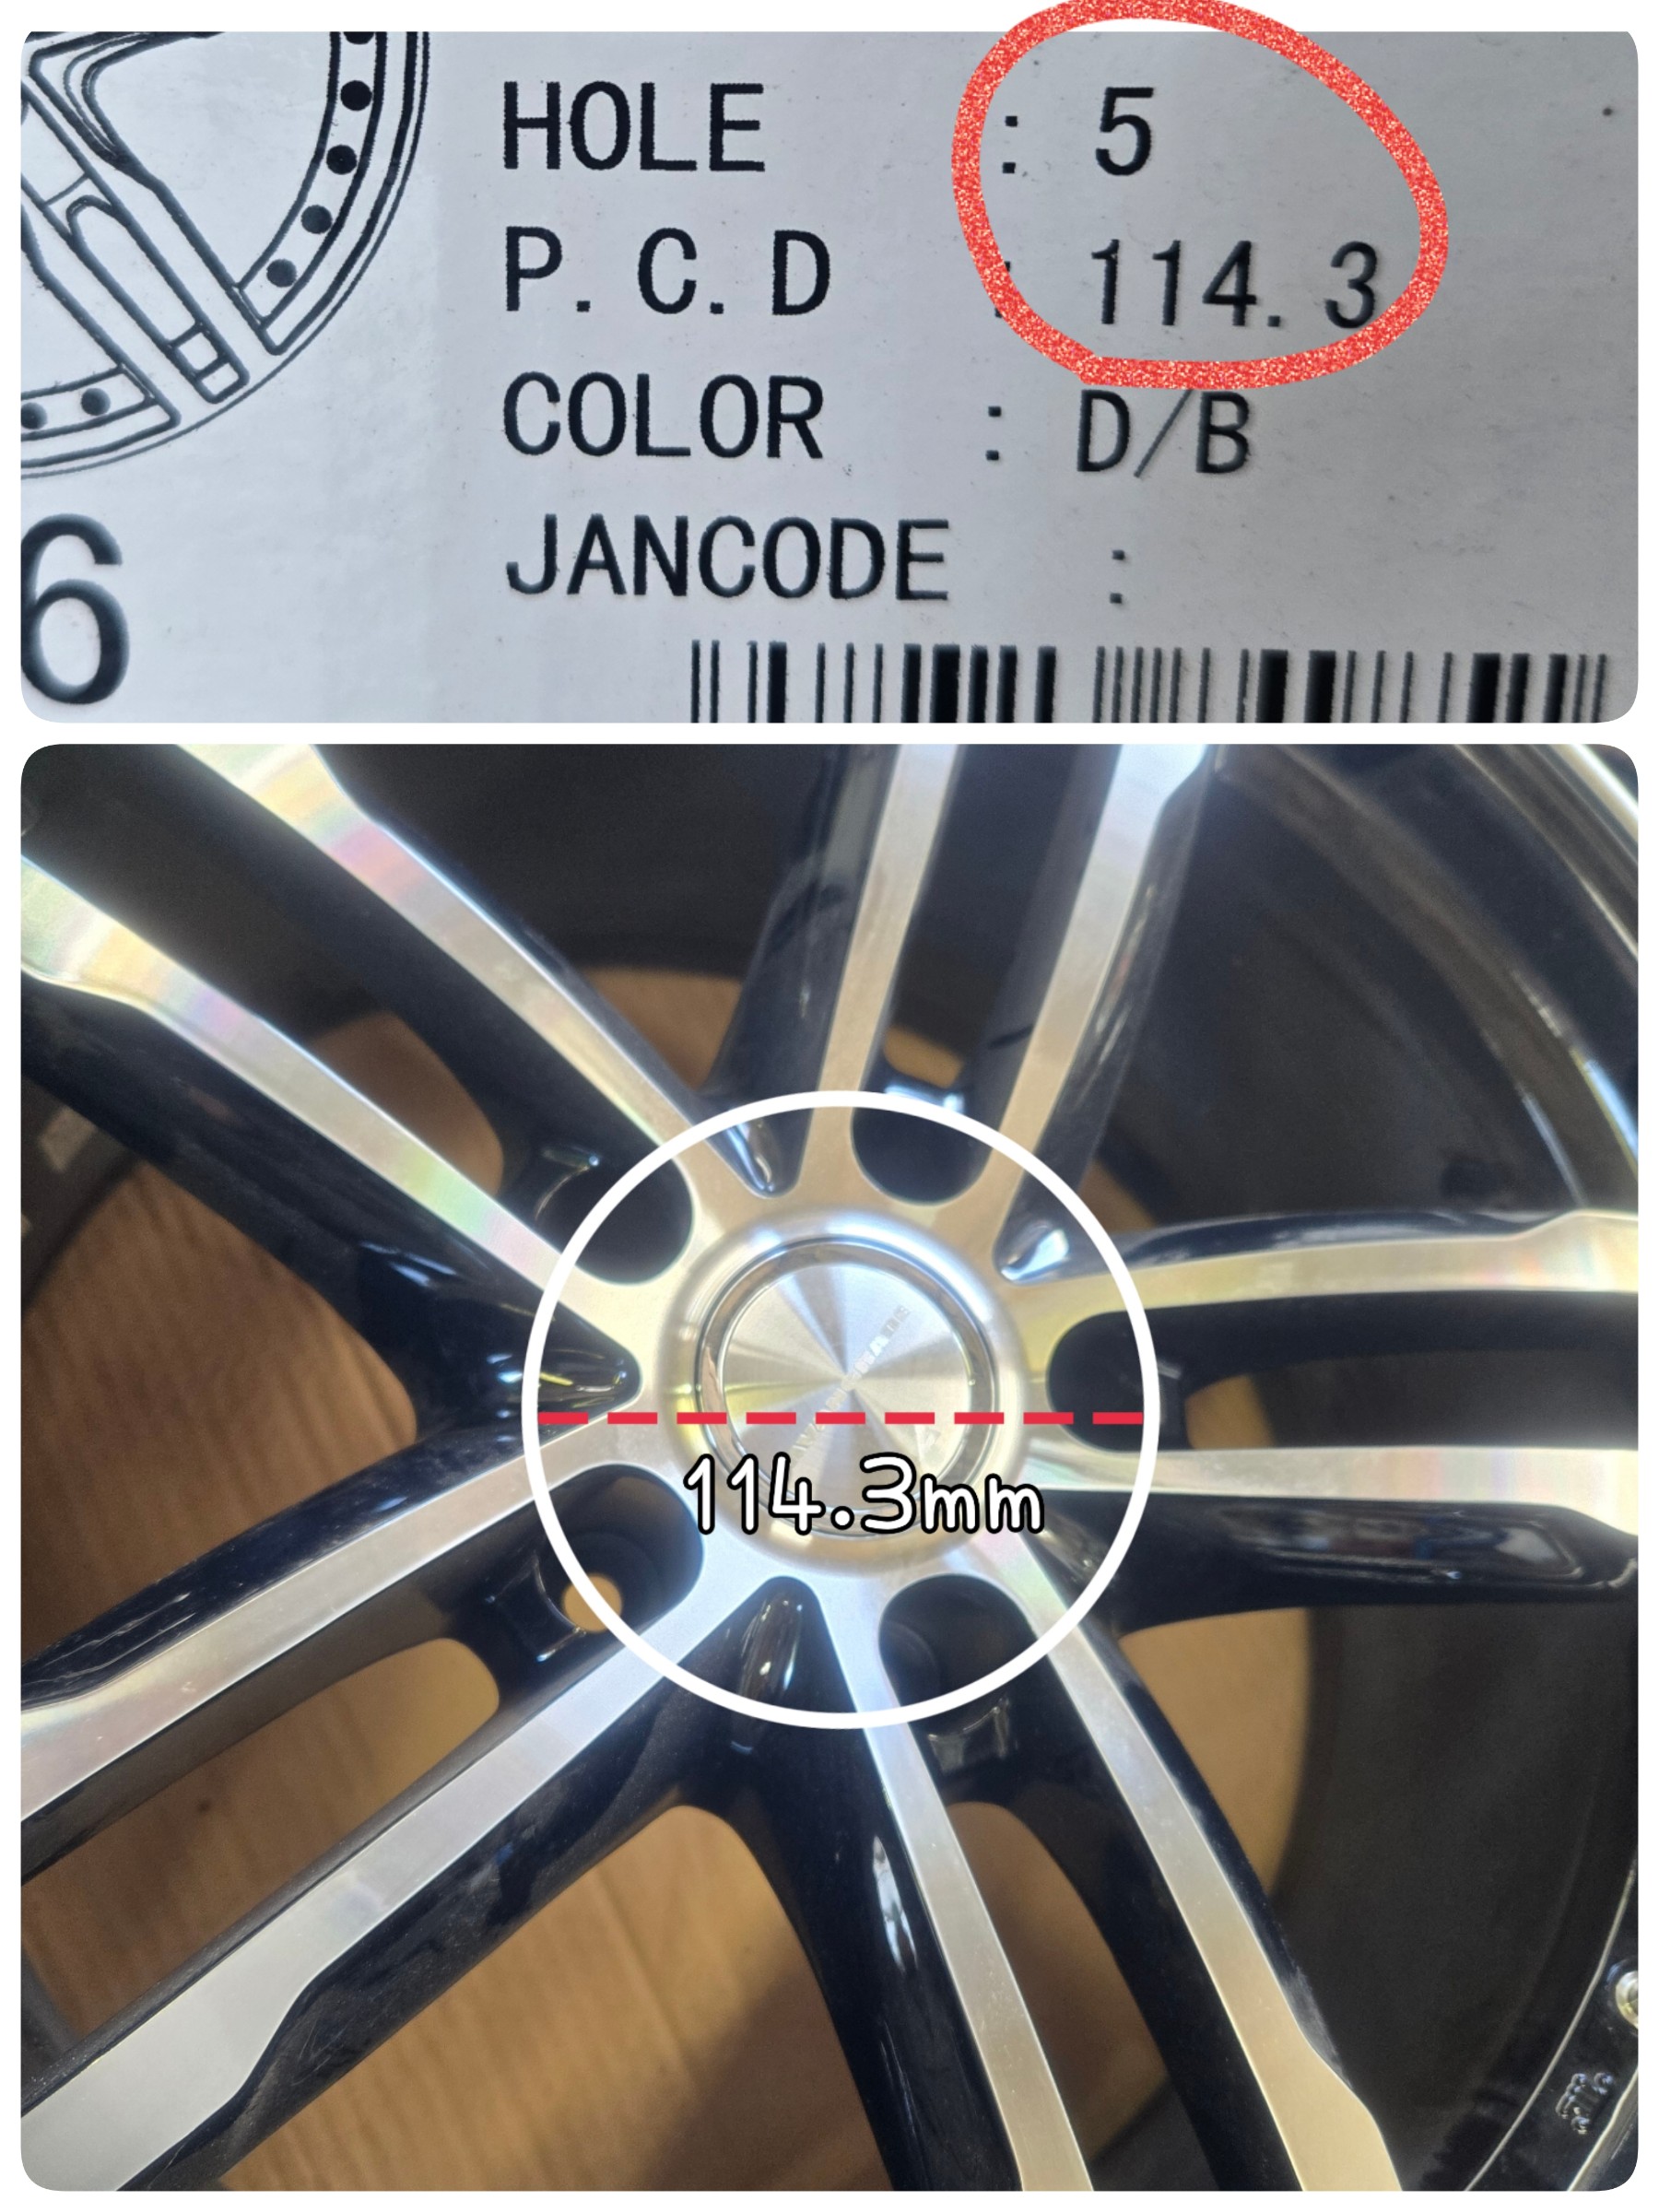 HOLE : 5
P.C.D : 114.3
COLOR : D/B
JANCODE :
6
114.3mm